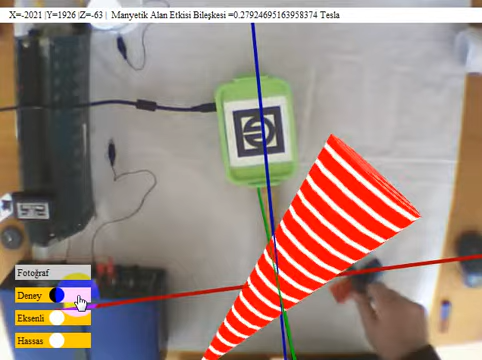 X=-2021 |Y=1926 |Z=-63 | Manyetik Alan Etkisi Bileşkesi =0.27924695163958374 Tesla
Fotoğraf
Deney
Eksenli
Hassas